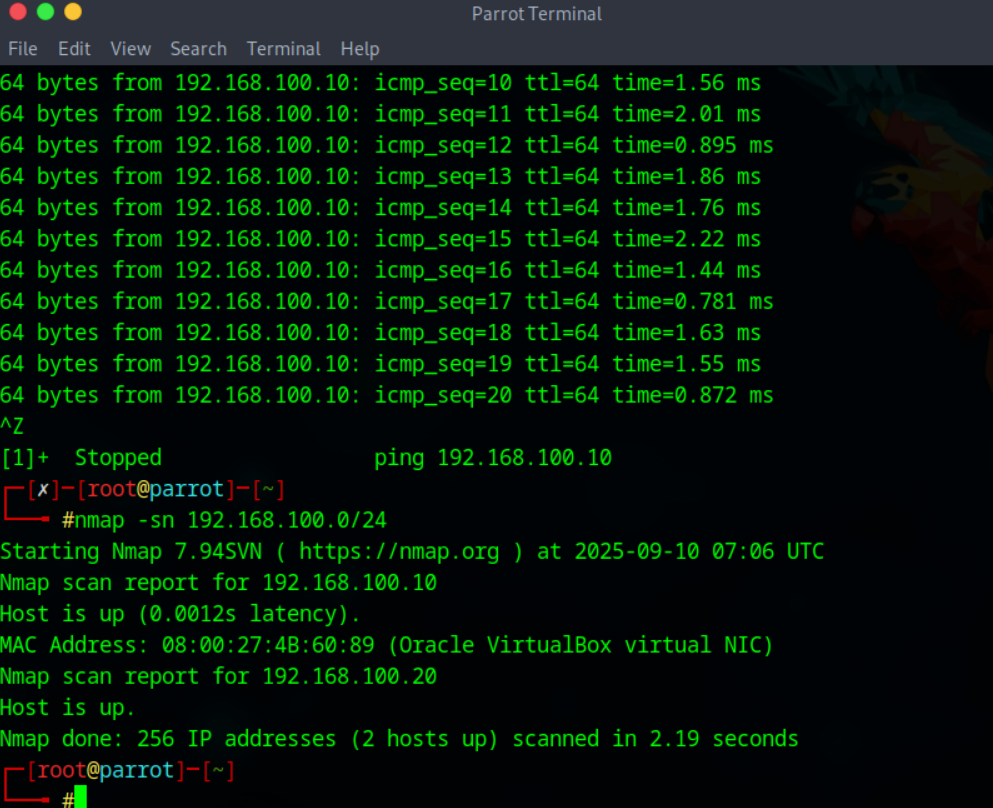 Parrot Terminal
File Edit View Search Terminal Help
64 bytes from 192.168.100.10: icmp_seq=10 ttl=64 time=1.56 ms
64 bytes from 192.168.100.10: icmp_seq=11 ttl=64 time=2.01 ms
64 bytes from 192.168.100.10: icmp_seq=12 ttl=64 time=0.895 ms
64 bytes from 192.168.100.10: icmp_seq=13 ttl=64 time=1.86 ms
64 bytes from 192.168.100.10: icmp_seq=14 ttl=64 time=1.76 ms
64 bytes from 192.168.100.10: icmp_seq=15 ttl=64 time=2.22 ms
64 bytes from 192.168.100.10: icmp_seq=16 ttl=64 time=1.44 ms
64 bytes from 192.168.100.10: icmp_seq=17 ttl=64 time=0.781 ms
64 bytes from 192.168.100.10: icmp_seq=18 ttl=64 time=1.63 ms
64 bytes from 192.168.100.10: icmp_seq=19 ttl=64 time=1.55 ms
64 bytes from 192.168.100.10: icmp_seq=20 ttl=64 time=0.872 ms
^Z
[1]+  Stopped                 ping 192.168.100.10
┌─[✗]─[root@parrot]─[~]
└──╼ #nmap -sn 192.168.100.0/24
Starting Nmap 7.94SVN ( https://nmap.org ) at 2025-09-10 07:06 UTC
Nmap scan report for 192.168.100.10
Host is up (0.0012s latency).
MAC Address: 08:00:27:4B:60:89 (Oracle VirtualBox virtual NIC)
Nmap scan report for 192.168.100.20
Host is up.
Nmap done: 256 IP addresses (2 hosts up) scanned in 2.19 seconds
┌─[root@parrot]─[~]
└──╼ #